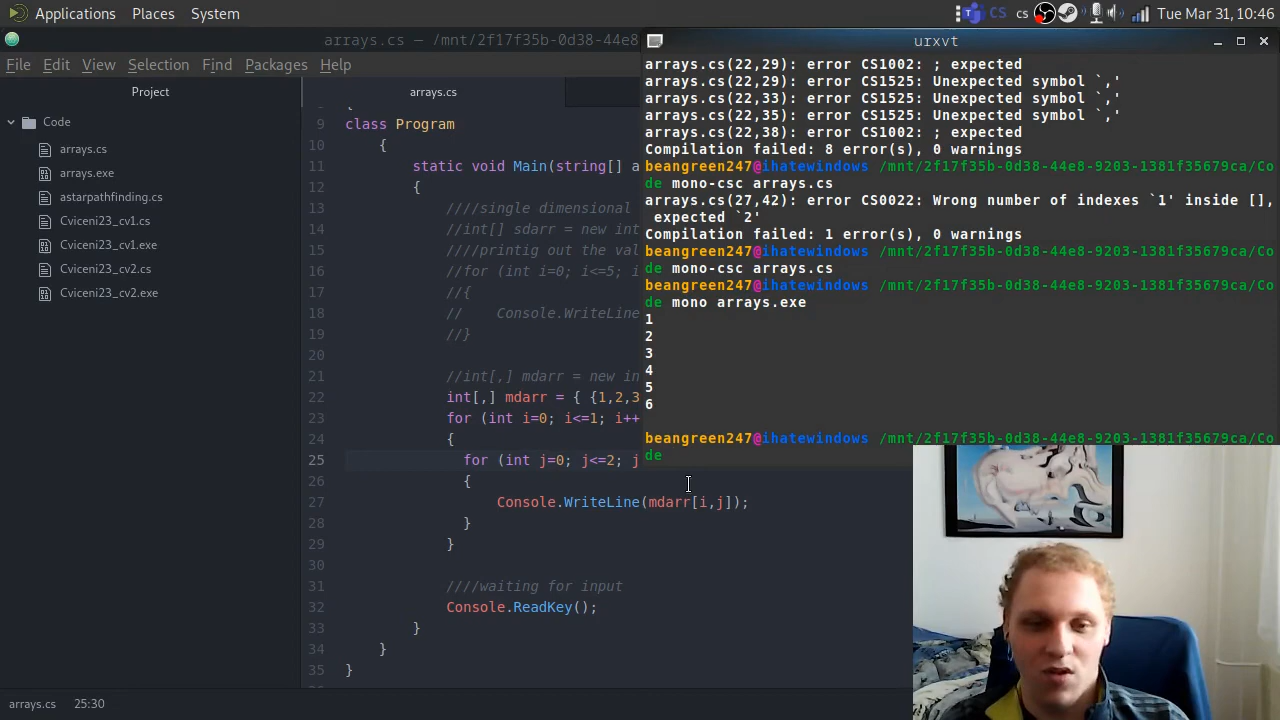 Applications Places System
CS cs Tue Mar 31, 10:46
arrays.cs — /mnt/2f17f35b-0d38-44e8
File Edit View Selection Find Packages Help
Project
Code
arrays.cs
arrays.exe
astarpathfinding.cs
Cviceni23_cv1.cs
Cviceni23_cv1.exe
Cviceni23_cv2.cs
Cviceni23_cv2.exe
arrays.cs
9 class Program
10 {
11 static void Main(string[] a
12 {
13 ////single dimensional
14 //int[] sdarr = new int
15 ////printig out the val
16 //for (int i=0; i<=5; i
17 //{
18 // Console.WriteLine
19 //}
20
21 //int[,] mdarr = new in
22 int[,] mdarr = { {1,2,3
23 for (int i=0; i<=1; i++
24 {
25 for (int j=0; j<=2; j
26 {
27 Console.WriteLine(mdarr[i,j]);
28 }
29 }
30
31 ////waiting for input
32 Console.ReadKey();
33 }
34 }
35 }
urxvt
arrays.cs(22,29): error CS1002: ; expected
arrays.cs(22,29): error CS1525: Unexpected symbol `,'
arrays.cs(22,33): error CS1525: Unexpected symbol `,'
arrays.cs(22,35): error CS1525: Unexpected symbol `,'
arrays.cs(22,38): error CS1002: ; expected
Compilation failed: 8 error(s), 0 warnings
beangreen247@ihatewindows /mnt/2f17f35b-0d38-44e8-9203-1381f35679ca/Co
de mono-csc arrays.cs
arrays.cs(27,42): error CS0022: Wrong number of indexes `1' inside [],
expected `2'
Compilation failed: 1 error(s), 0 warnings
beangreen247@ihatewindows /mnt/2f17f35b-0d38-44e8-9203-1381f35679ca/Co
de mono-csc arrays.cs
beangreen247@ihatewindows /mnt/2f17f35b-0d38-44e8-9203-1381f35679ca/Co
de mono arrays.exe
1
2
3
4
5
6
beangreen247@ihatewindows /mnt/2f17f35b-0d38-44e8-9203-1381f35679ca/Co
de
arrays.cs 25:30